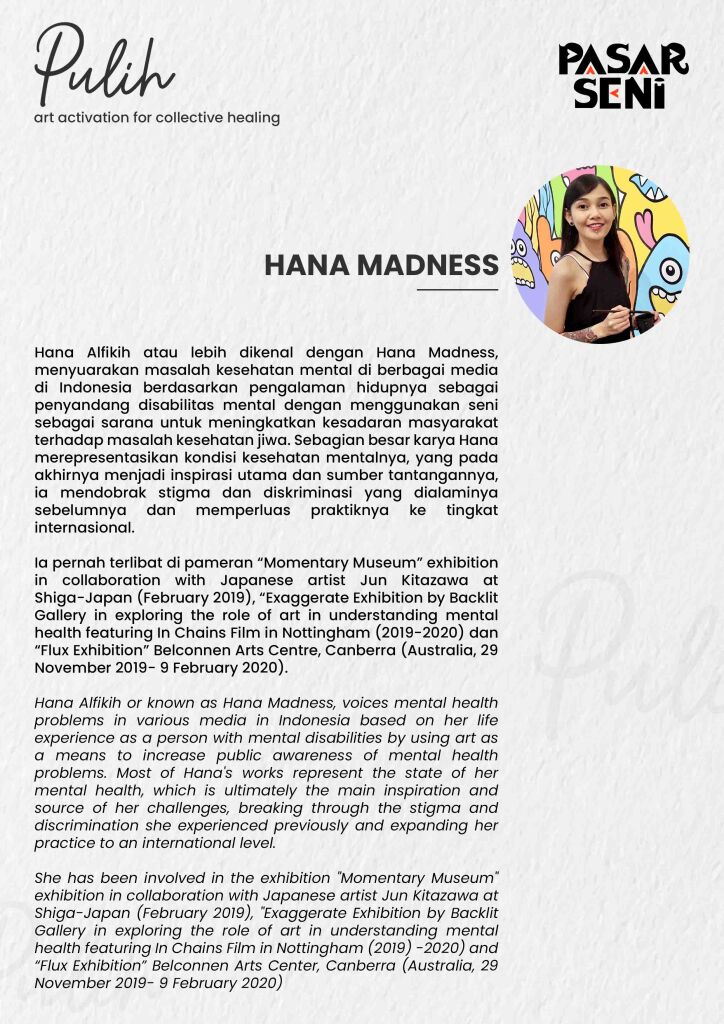 Pulih
art activation for collective healing
PASAR
SENI
HANA MADNESS
Hana Alfikih atau lebih dikenal dengan Hana Madness,
menyuarakan masalah kesehatan mental di berbagai media
di Indonesia berdasarkan pengalaman hidupnya sebagai
penyandang disabilitas mental dengan menggunakan seni
sebagai sarana untuk meningkatkan kesadaran masyarakat
terhadap masalah kesehatan jiwa. Sebagian besar karya Hana
merepresentasikan kondisi kesehatan mentalnya, yang pada
akhirnya menjadi inspirasi utama dan sumber tantangannya,
ia mendobrak stigma dan diskriminasi yang dialaminya
sebelumnya dan memperluas praktiknya ke tingkat
internasional.
Ia pernah terlibat di pameran “Momentary Museum” exhibition
in collaboration with Japanese artist Jun Kitazawa at
Shiga-Japan (February 2019), “Exaggerate Exhibition by Backlit
Gallery in exploring the role of art in understanding mental
health featuring In Chains Film in Nottingham (2019-2020) dan
“Flux Exhibition” Belconnen Arts Centre, Canberra (Australia, 29
November 2019- 9 February 2020).
Hana Alfikih or known as Hana Madness, voices mental health
problems in various media in Indonesia based on her life
experience as a person with mental disabilities by using art as
a means to increase public awareness of mental health
problems. Most of Hana's works represent the state of her
mental health, which is ultimately the main inspiration and
source of her challenges, breaking through the stigma and
discrimination she experienced previously and expanding her
practice to an international level.
She has been involved in the exhibition "Momentary Museum"
exhibition in collaboration with Japanese artist Jun Kitazawa at
Shiga-Japan (February 2019), "Exaggerate Exhibition by Backlit
Gallery in exploring the role of art in understanding mental
health featuring In Chains Film in Nottingham (2019) -2020) and
“Flux Exhibition” Belconnen Arts Center, Canberra (Australia, 29
November 2019- 9 February 2020)
Pulih